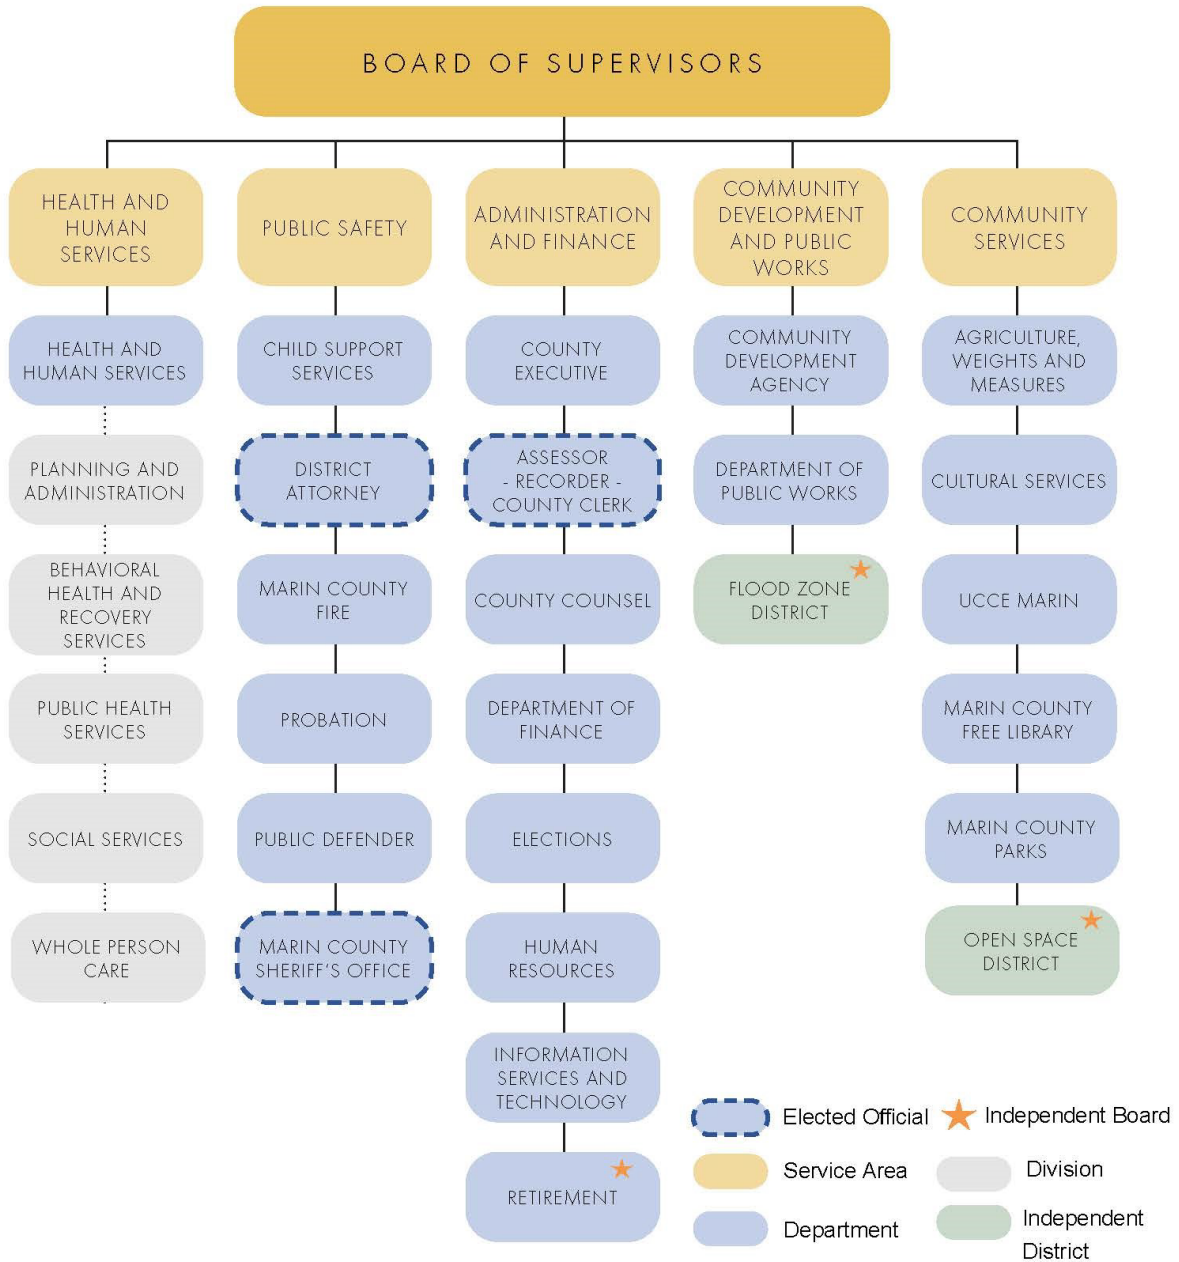 BOARD OF SUPERVISORS
HEALTH AND
HUMAN
SERVICES
PUBLIC SAFETY
ADMINISTRATION
AND FINANCE
COMMUNITY
DEVELOPMENT
AND PUBLIC
WORKS
COMMUNITY
SERVICES
HEALTH AND
HUMAN SERVICES
CHILD SUPPORT
SERVICES
COUNTY
EXECUTIVE
COMMUNITY
DEVELOPMENT
AGENCY
AGRICULTURE,
WEIGHTS AND
MEASURES
PLANNING AND
ADMINISTRATION
DISTRICT
ATTORNEY
ASSESSOR
- RECORDER -
COUNTY CLERK
DEPARTMENT OF
PUBLIC WORKS
CULTURAL SERVICES
BEHAVIORAL
HEALTH AND
RECOVERY
SERVICES
MARIN COUNTY
FIRE
COUNTY COUNSEL
FLOOD ZONE
DISTRICT
UCCE MARIN
PUBLIC HEALTH
SERVICES
PROBATION
DEPARTMENT OF
FINANCE
MARIN COUNTY
FREE LIBRARY
SOCIAL SERVICES
PUBLIC DEFENDER
ELECTIONS
MARIN COUNTY
PARKS
WHOLE PERSON
CARE
MARIN COUNTY
SHERIFF'S OFFICE
HUMAN
RESOURCES
OPEN SPACE
DISTRICT
INFORMATION
SERVICES AND
TECHNOLOGY
RETIREMENT
Elected Official
Independent Board
Service Area
Division
Department
Independent
District